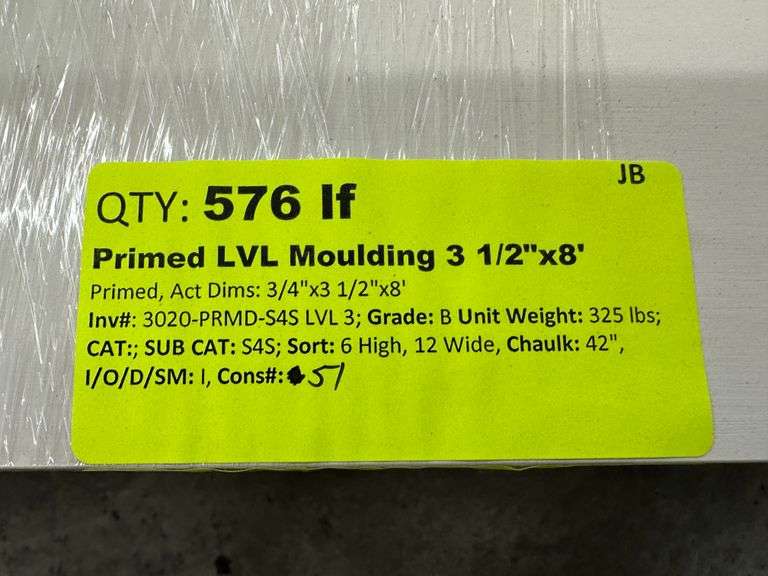 JB
QTY: 576 lf
Primed LVL Moulding 3 1/2"x8'
Primed, Act Dims: 3/4"x3 1/2"x8'
Inv#: 3020-PRMD-S4S LVL 3; Grade: B Unit Weight: 325 lbs;
CAT:; SUB CAT: S4S; Sort: 6 High, 12 Wide, Chaulk: 42",
I/O/D/SM: I, Cons#: 51